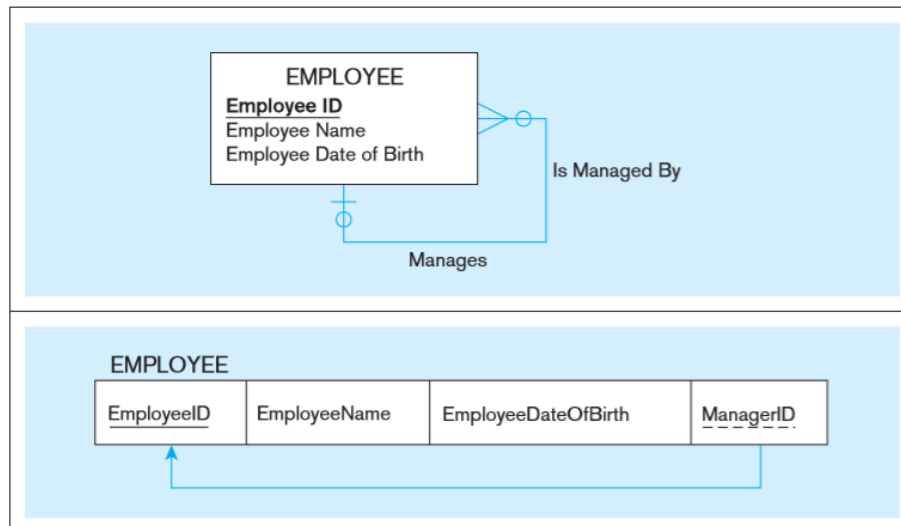 EMPLOYEE
Employee ID
Employee Name
Employee Date of Birth
Is Managed By
Manages
EMPLOYEE
EmployeeID EmployeeName EmployeeDateOfBirth ManagerID